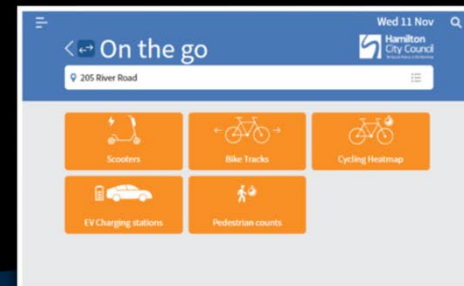 Wed 11 Nov
On the go
Hamilton
City Council
205 River Road
Scooters
Bike Tracks
Cycling Heatmap
EV Charging stations
Pedestrian counts